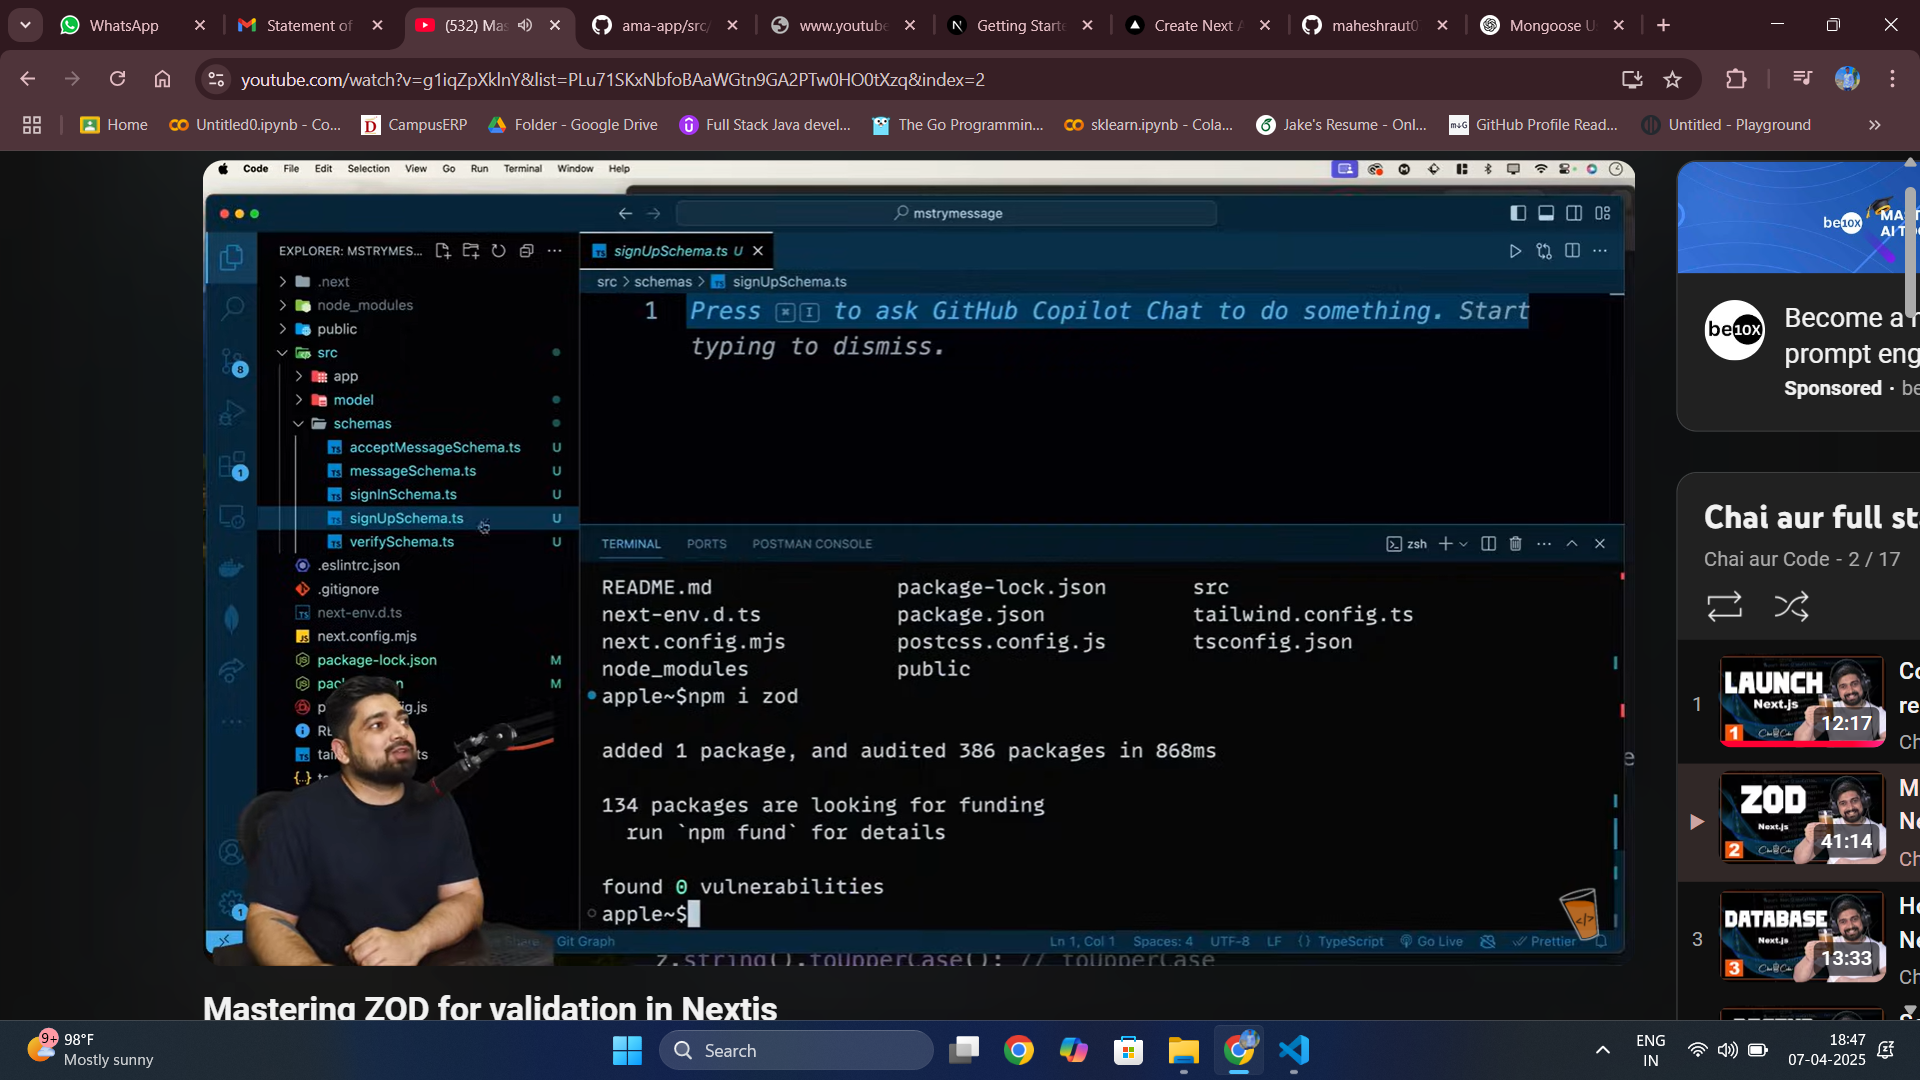 WhatsApp
Statement of
(532) Mas
ama-app/src/
www.youtube
Getting Starte
Create Next A
maheshraut0
Mongoose U
youtube.com/watch?v=g1iqZpXklnY&list=PLu71SKxNbfoBAaWGtn9GA2PTw0HO0tXzq&index=2
Home
Untitled0.ipynb - Co...
CampusERP
Folder - Google Drive
Full Stack Java devel...
The Go Programmin...
sklearn.ipynb - Cola...
Jake's Resume - Onl...
GitHub Profile Read...
Untitled - Playground
Code File Edit Selection View Go Run Terminal Window Help
mstrymessage
EXPLORER: MSTRYMES...
.next
node_modules
public
src
app
model
schemas
acceptMessageSchema.ts U
messageSchema.ts U
signInSchema.ts U
signUpSchema.ts U
verifySchema.ts U
.eslintrc.json
.gitignore
next-env.d.ts
next.config.mjs
package-lock.json M
signUpSchema.ts U
src > schemas > signUpSchema.ts
1 Press ⌘ I to ask GitHub Copilot Chat to do something. Start
typing to dismiss.
TERMINAL PORTS POSTMAN CONSOLE
zsh
README.md package-lock.json src
next-env.d.ts package.json tailwind.config.ts
next.config.mjs postcss.config.js tsconfig.json
node_modules public
apple~$npm i zod
added 1 package, and audited 386 packages in 868ms
134 packages are looking for funding
run `npm fund` for details
found 0 vulnerabilities
apple~$
Git Graph
Ln 1, Col 1 Spaces: 4 UTF-8 LF {} TypeScript Go Live Prettier
z.string().toUpperCase(); // toUpperCase
Mastering ZOD for validation in Nextjs
be10x
AI TO
be10X
Become a
prompt eng
Sponsored · be
Chai aur full st
Chai aur Code - 2 / 17
1
LAUNCH
Next.js
1
12:17
ZOD
Next.js
2
41:14
3
DATABASE
Next.js
3
13:33
9+
98°F
Mostly sunny
Search
ENG
IN
18:47
07-04-2025